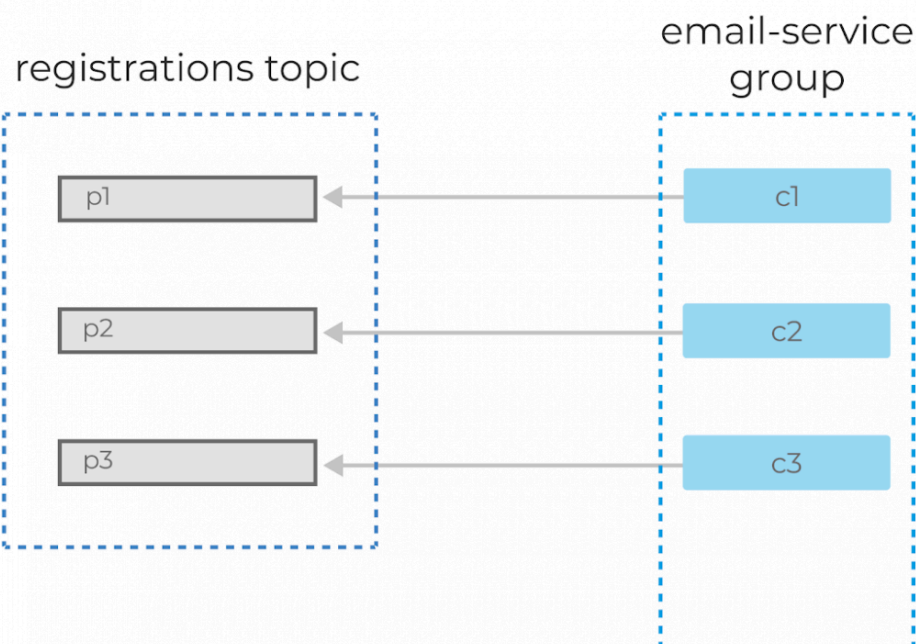 registrations topic
email-service
group
p1
c1
p2
c2
p3
c3